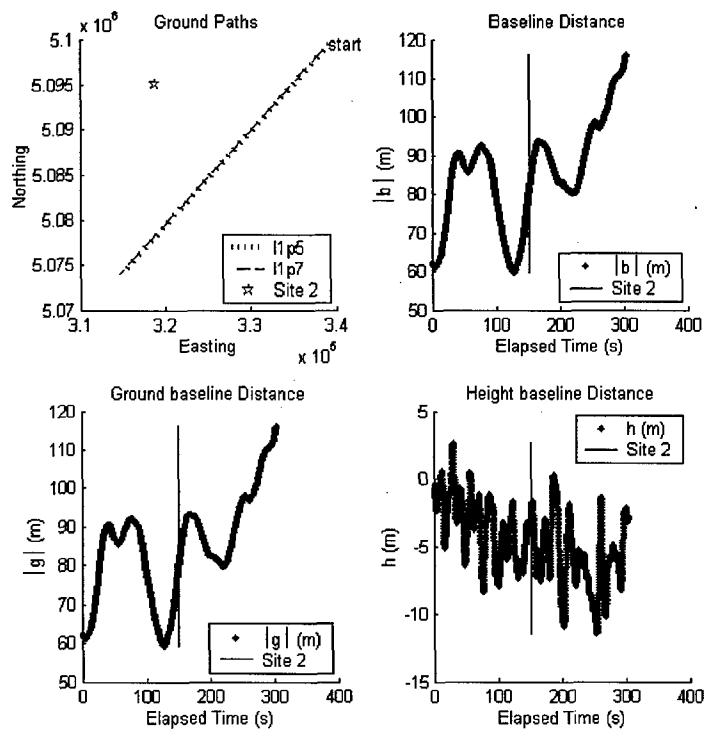 Ground Paths
x 10^6
5.1
5.095
5.09
5.085
5.08
5.075
5.07
Northing
start
l1p5
l1p7
Site 2
3.1 3.2 3.3 3.4
Easting
x 10^6
Baseline Distance
120
110
100
90
80
70
60
50
|b| (m)
|b| (m)
Site 2
0 100 200 300 400
Elapsed Time (s)
Ground baseline Distance
120
110
100
90
80
70
60
50
|g| (m)
|g| (m)
Site 2
0 100 200 300 400
Elapsed Time (s)
Height baseline Distance
5
0
-5
-10
-15
h (m)
h (m)
Site 2
0 100 200 300 400
Elapsed Time (s)